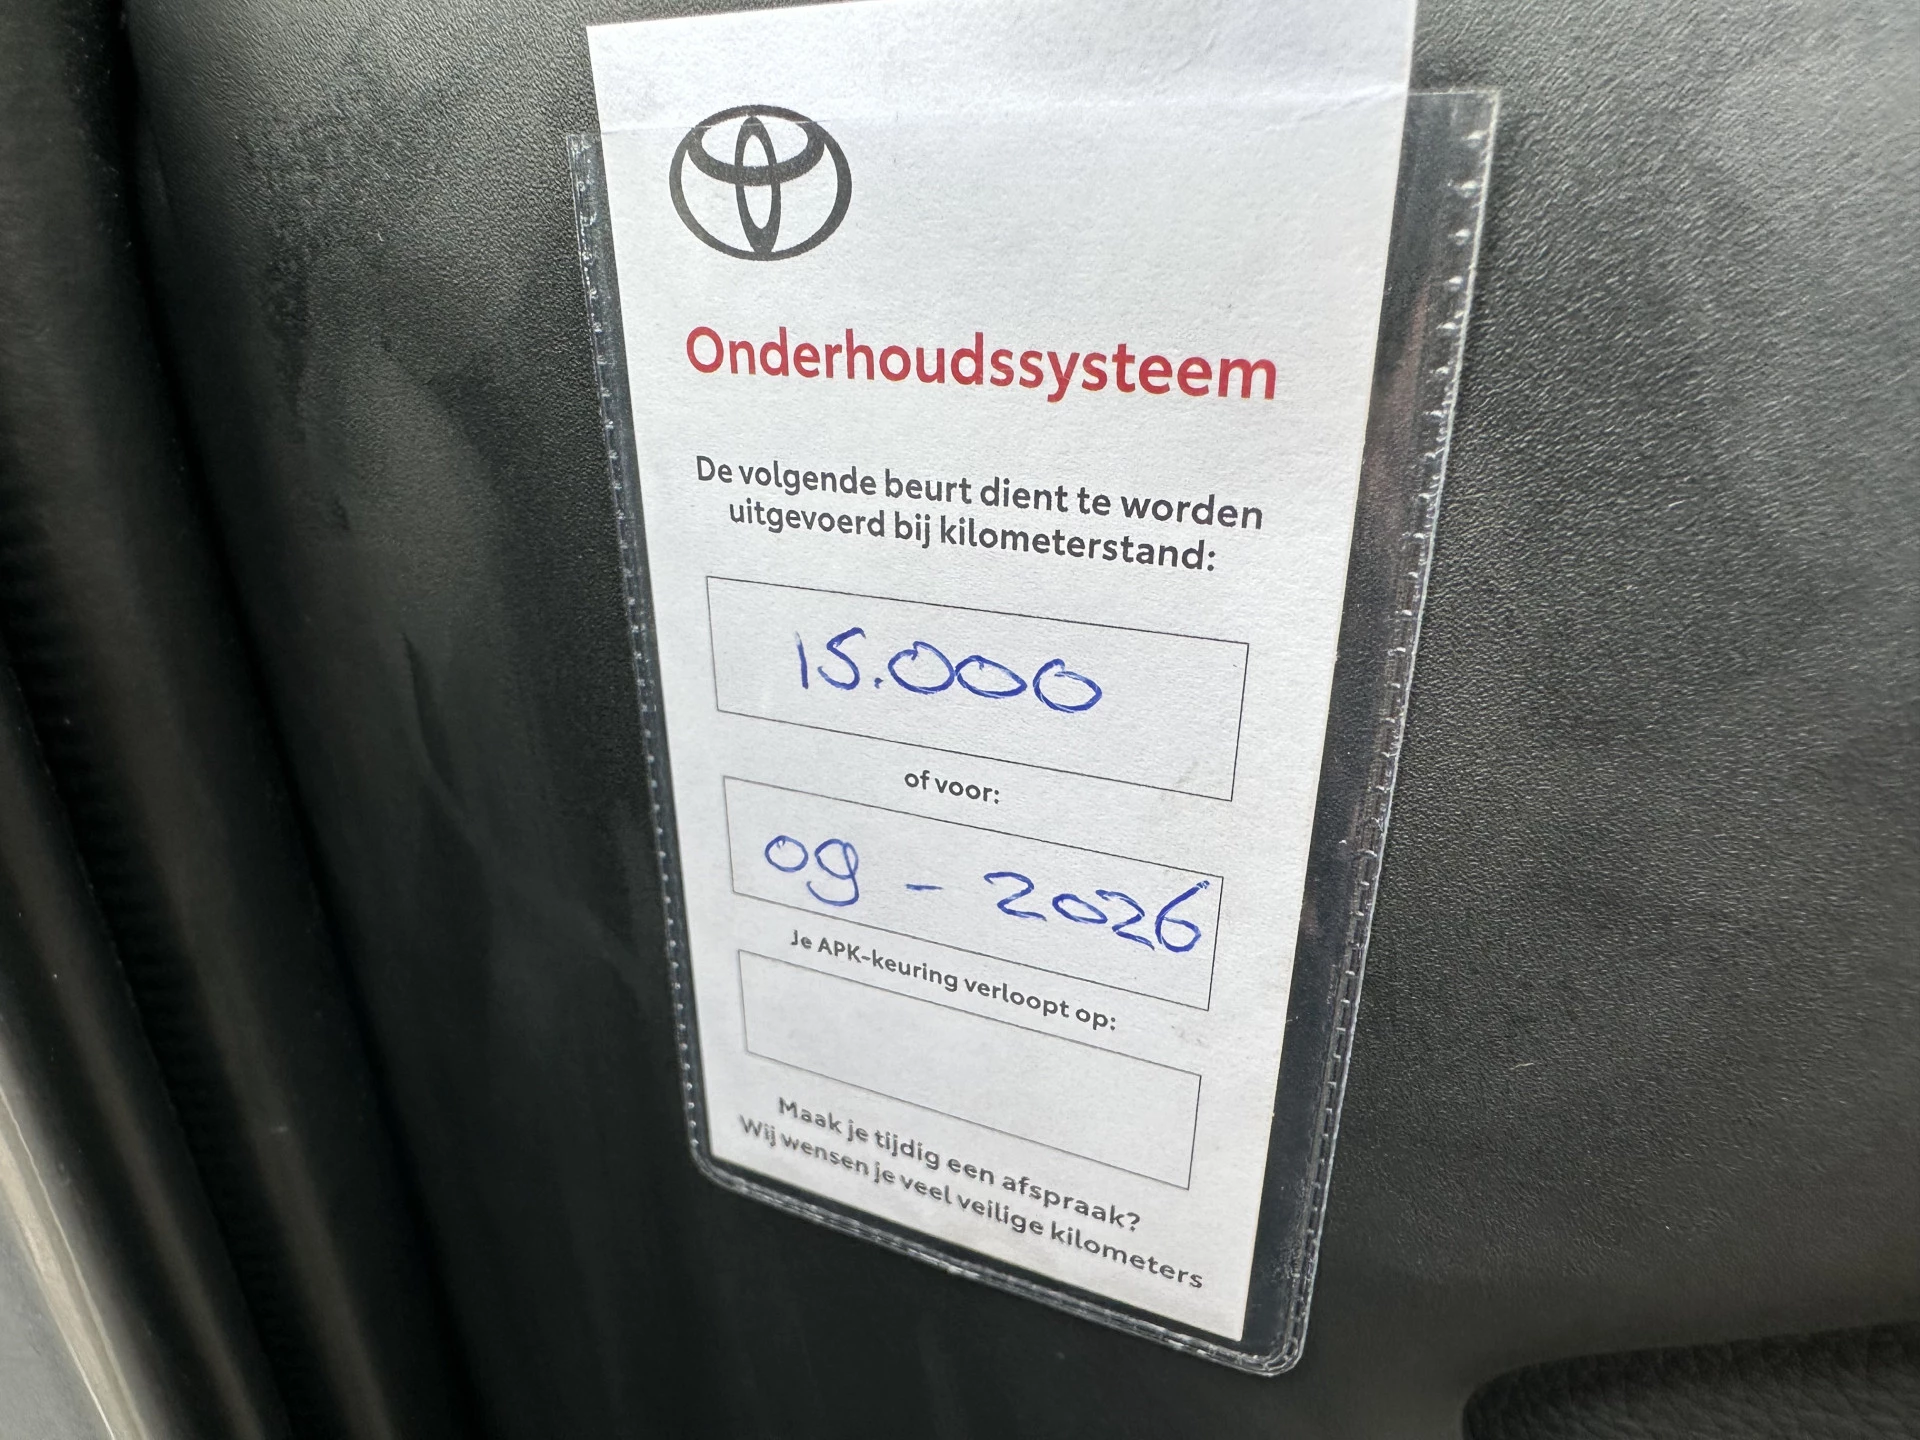 Onderhoudssysteem
De volgende beurt dient te worden
uitgevoerd bij kilometerstand:
15.000
of voor:
09 - 2026
Je APK-keuring verloopt op:
Maak je tijdig een afspraak?
Wij wensen je veel veilige kilometers